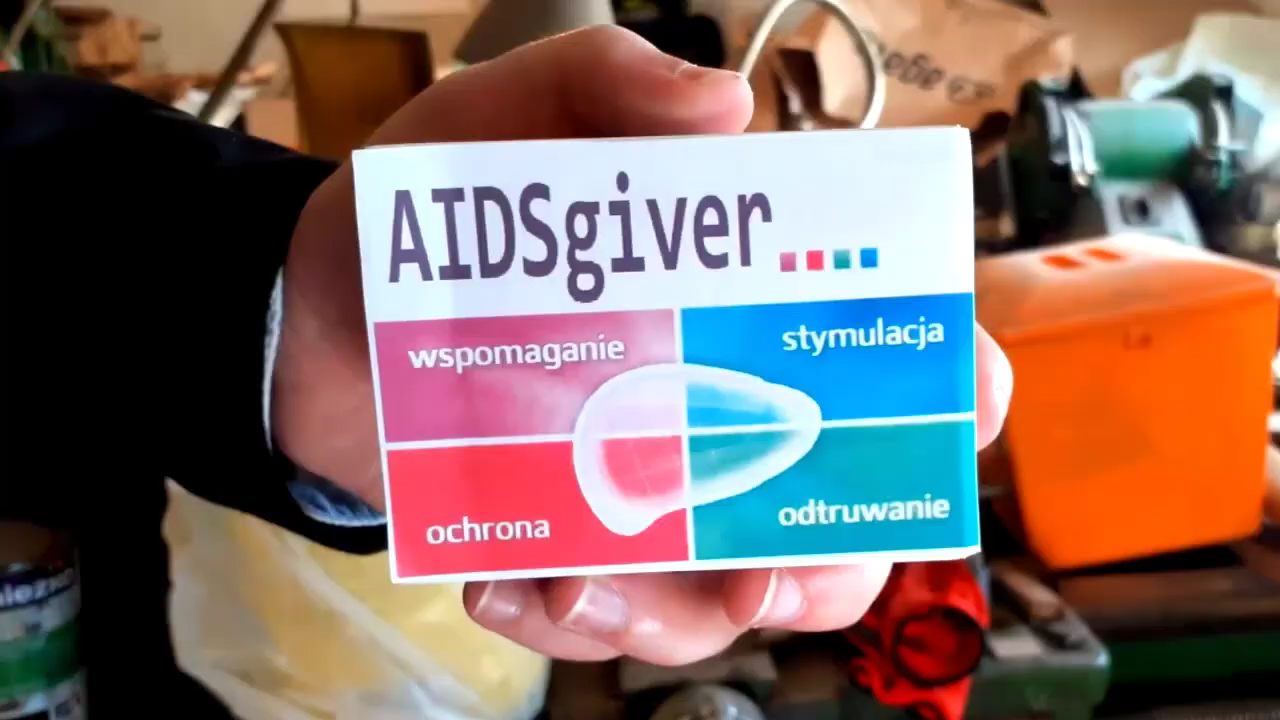 AIDSgiver....
wspomaganie
stymulacja
ochrona
odtruwanie